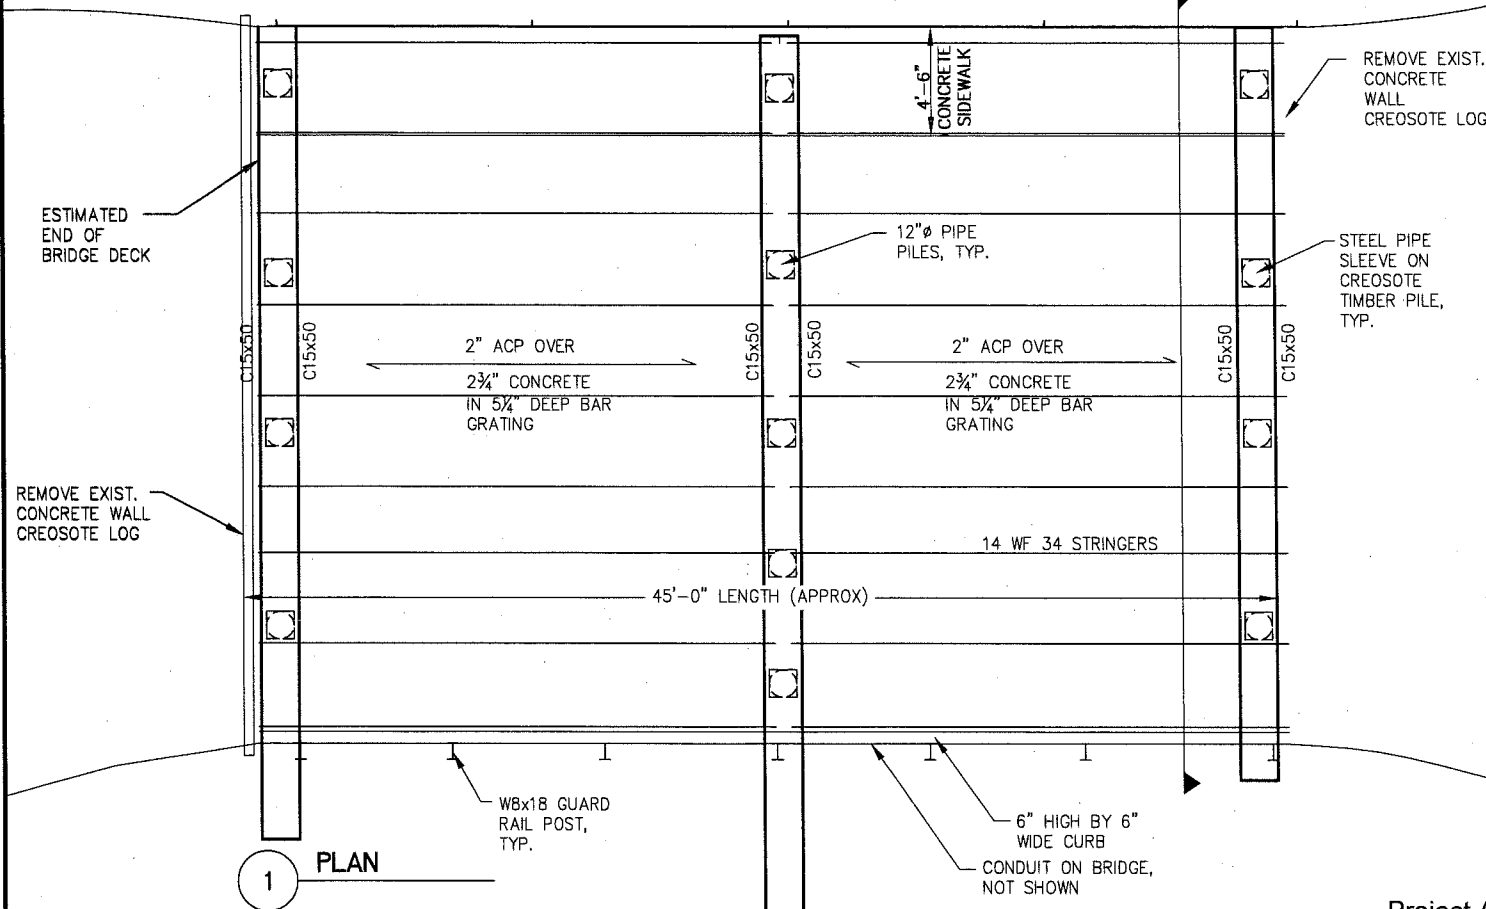 4'-6"
CONCRETE
SIDEWALK
REMOVE EXIST.
CONCRETE
WALL
CREOSOTE LOG
ESTIMATED
END OF
BRIDGE DECK
12"ø PIPE
PILES, TYP.
STEEL PIPE
SLEEVE ON
CREOSOTE
TIMBER PILE,
TYP.
C15x50
C15x50
2" ACP OVER
2¾" CONCRETE
IN 5¼" DEEP BAR
GRATING
C15x50
C15x50
2" ACP OVER
2¾" CONCRETE
IN 5¼" DEEP BAR
GRATING
C15x50
C15x50
REMOVE EXIST.
CONCRETE WALL
CREOSOTE LOG
14 WF 34 STRINGERS
45'-0" LENGTH (APPROX)
W8x18 GUARD
RAIL POST,
TYP.
6" HIGH BY 6"
WIDE CURB
CONDUIT ON BRIDGE,
NOT SHOWN
1 PLAN